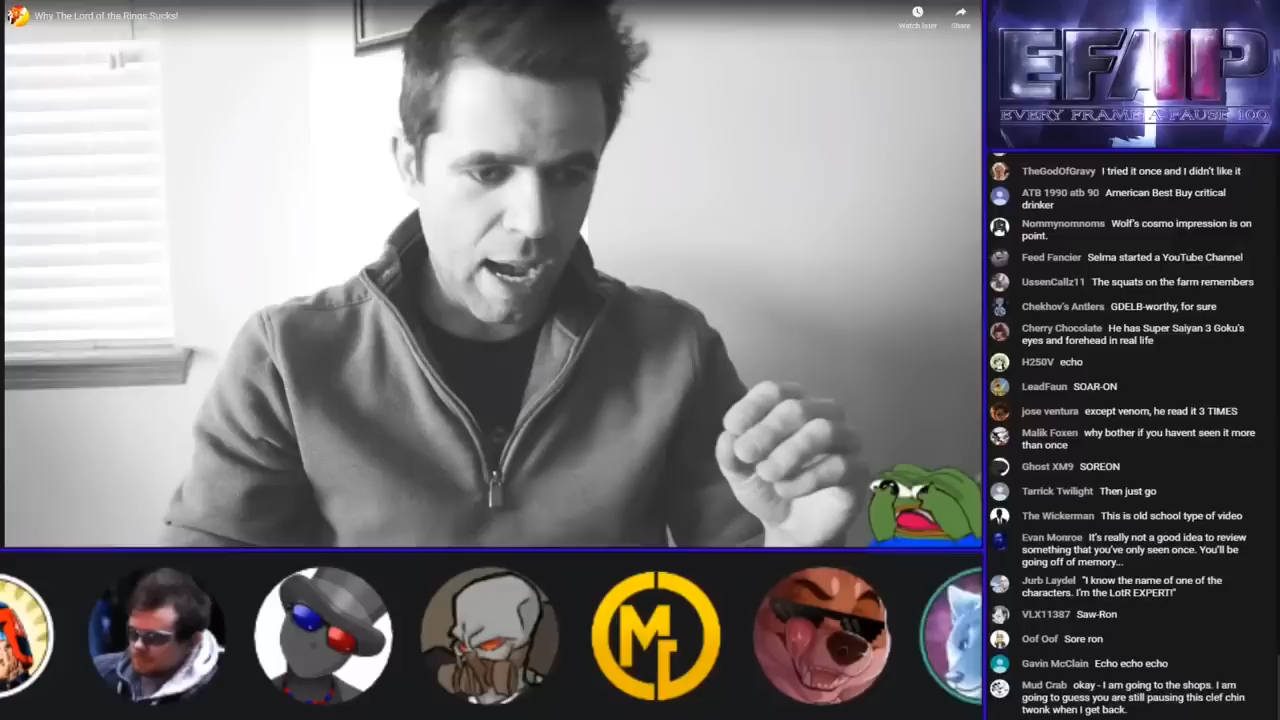 Why The Lord of the Rings Sucks!
Watch later
Share
EFAP
EVERY FRAME A PAUSE 100
TheGodOfGravy I tried it once and I didn't like it
ATB 1990 atb 90 American Best Buy critical
drinker
Nommynomnoms Wolf's cosmo impression is on
point.
Feed Fancier Selma started a YouTube Channel
UssenCallz11 The squats on the farm remembers
Chekhov's Antlers GDELB-worthy, for sure
Cherry Chocolate He has Super Saiyan 3 Goku's
eyes and forehead in real life
H250V echo
LeadFaun SOAR-ON
jose ventura except venom, he read it 3 TIMES
Malik Foxen why bother if you havent seen it more
than once
Ghost XM9 SOREON
Tarrick Twilight Then just go
The Wickerman This is old school type of video
Evan Monroe It's really not a good idea to review
something that you've only seen once. You'll be
going off of memory...
Jurb Laydel "I know the name of one of the
characters. I'm the LotR EXPERT!"
VLX11387 Saw-Ron
Oof Oof Sore ron
Gavin McClain Echo echo echo
Mud Crab okay - I am going to the shops. I am
going to guess you are still pausing this clef chin
twonk when I get back.